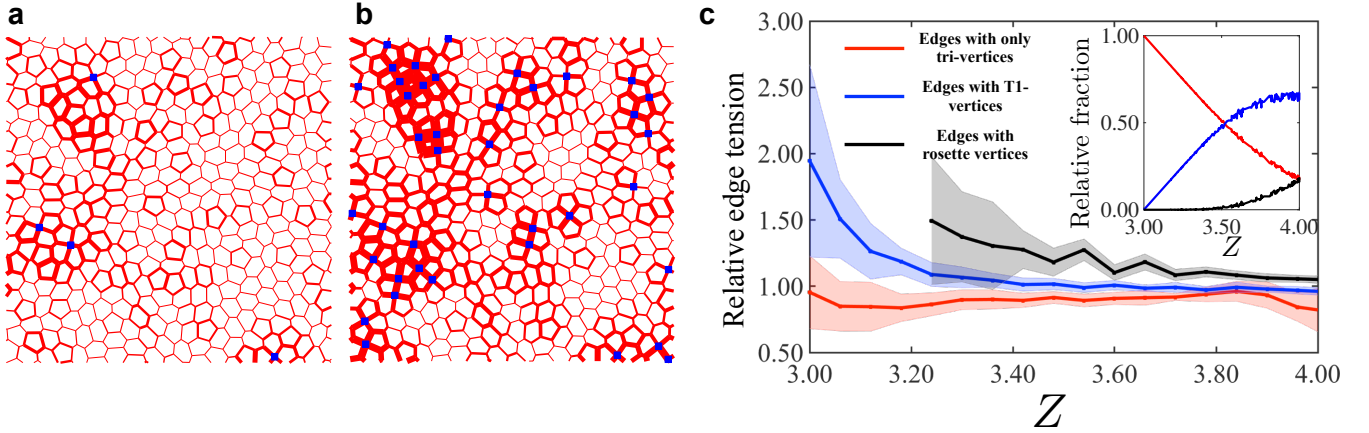 a
b
c
Relative edge tension
3.00
2.50
2.00
1.50
1.00
0.50
3.00
3.20
3.40
3.60
3.80
4.00
Z
Edges with only
tri-vertices
Edges with T1-
vertices
Edges with
rosette vertices
Relative fraction
1.00
0.50
0.00
3.00
3.50
4.00
Z